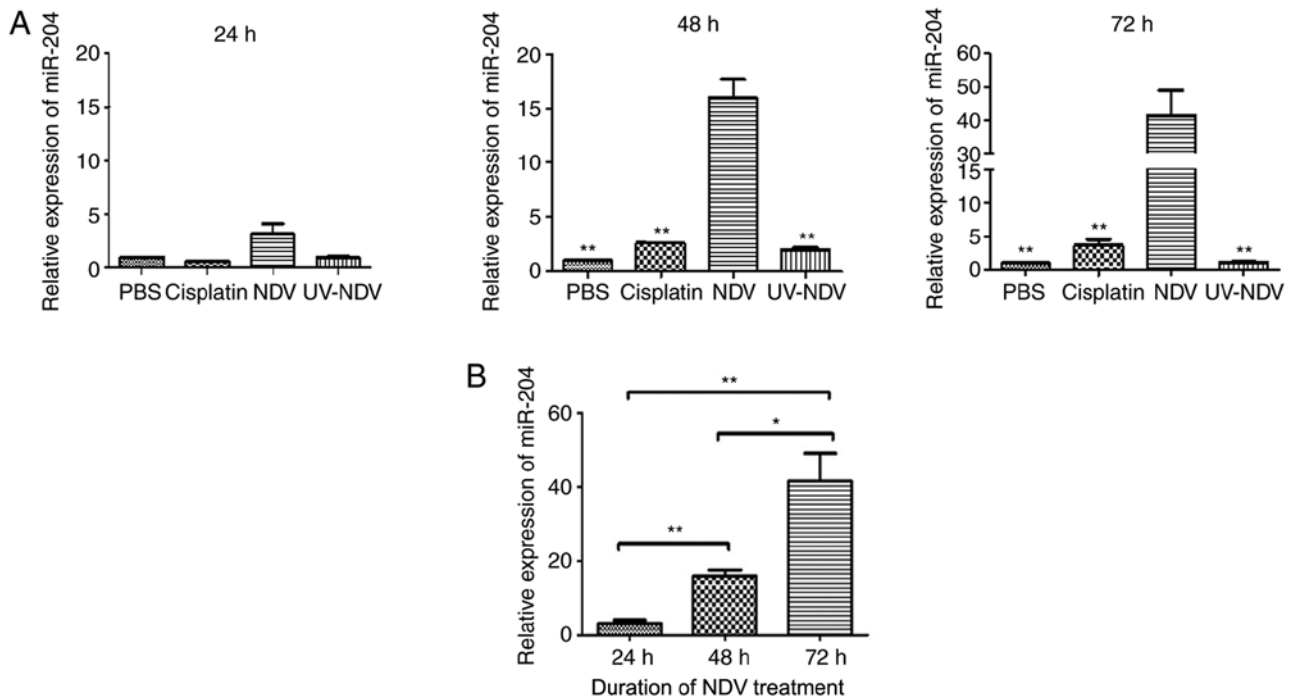 A
24 h
Relative expression of miR-204
20
15
10
5
0
PBS Cisplatin NDV UV-NDV
48 h
Relative expression of miR-204
20
15
10
5
0
** ** **
PBS Cisplatin NDV UV-NDV
72 h
Relative expression of miR-204
60
50
40
30
15
10
5
0
** ** **
PBS Cisplatin NDV UV-NDV
B
Relative expression of miR-204
60
40
20
0
**
*
**
24 h 48 h 72 h
Duration of NDV treatment